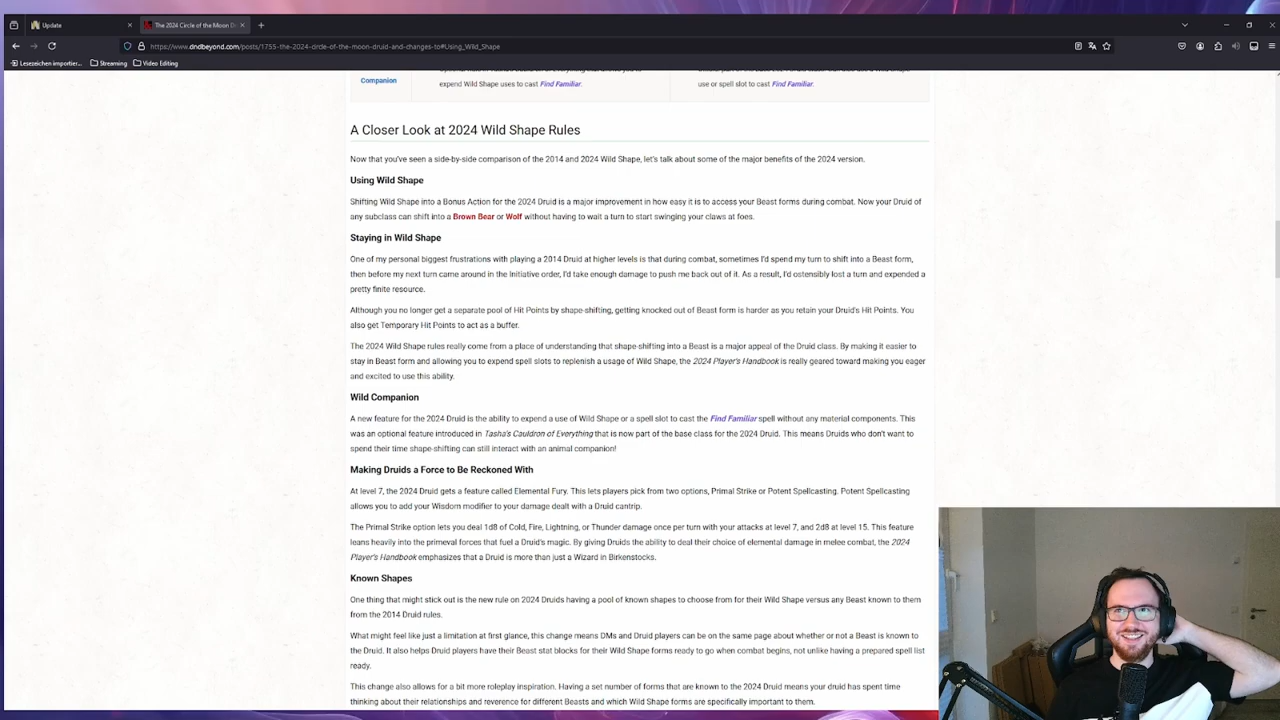 Update
The 2024 Circle of the Moon D
https://www.dndbeyond.com/posts/1755-the-2024-circle-of-the-moon-druid-and-changes-to#Using_Wild_Shape
Lesezeichen importier...
Streaming
Video Editing
Companion
expend Wild Shape uses to cast Find Familiar.
use or spell slot to cast Find Familiar.
A Closer Look at 2024 Wild Shape Rules
Now that you've seen a side-by-side comparison of the 2014 and 2024 Wild Shape, let's talk about some of the major benefits of the 2024 version.
Using Wild Shape
Shifting Wild Shape into a Bonus Action for the 2024 Druid is a major improvement in how easy it is to access your Beast forms during combat. Now your Druid of
any subclass can shift into a Brown Bear or Wolf without having to wait a turn to start swinging your claws at foes.
Staying in Wild Shape
One of my personal biggest frustrations with playing a 2014 Druid at higher levels is that during combat, sometimes I'd spend my turn to shift into a Beast form,
then before my next turn came around in the Initiative order, I'd take enough damage to push me back out of it. As a result, I'd ostensibly lost a turn and expended a
pretty finite resource.
Although you no longer get a separate pool of Hit Points by shape-shifting, getting knocked out of Beast form is harder as you retain your Druid's Hit Points. You
also get Temporary Hit Points to act as a buffer.
The 2024 Wild Shape rules really come from a place of understanding that shape-shifting into a Beast is a major appeal of the Druid class. By making it easier to
stay in Beast form and allowing you to expend spell slots to replenish a usage of Wild Shape, the 2024 Player's Handbook is really geared toward making you eager
and excited to use this ability.
Wild Companion
A new feature for the 2024 Druid is the ability to expend a use of Wild Shape or a spell slot to cast the Find Familiar spell without any material components. This
was an optional feature introduced in Tasha's Cauldron of Everything that is now part of the base class for the 2024 Druid. This means Druids who don't want to
spend their time shape-shifting can still interact with an animal companion!
Making Druids a Force to Be Reckoned With
At level 7, the 2024 Druid gets a feature called Elemental Fury. This lets players pick from two options, Primal Strike or Potent Spellcasting. Potent Spellcasting
allows you to add your Wisdom modifier to your damage dealt with a Druid cantrip.
The Primal Strike option lets you deal 1d8 of Cold, Fire, Lightning, or Thunder damage once per turn with your attacks at level 7, and 2d8 at level 15. This feature
leans heavily into the primeval forces that fuel a Druid's magic. By giving Druids the ability to deal their choice of elemental damage in melee combat, the 2024
Player's Handbook emphasizes that a Druid is more than just a Wizard in Birkenstocks.
Known Shapes
One thing that might stick out is the new rule on 2024 Druids having a pool of known shapes to choose from for their Wild Shape versus any Beast known to them
from the 2014 Druid rules.
What might feel like just a limitation at first glance, this change means DMs and Druid players can be on the same page about whether or not a Beast is known to
the Druid. It also helps Druid players have their Beast stat blocks for their Wild Shape forms ready to go when combat begins, not unlike having a prepared spell list
ready.
This change also allows for a bit more roleplay inspiration. Having a set number of forms that are known to the 2024 Druid means your druid has spent time
thinking about their relationships and reverence for different Beasts and which Wild Shape forms are specifically important to them.